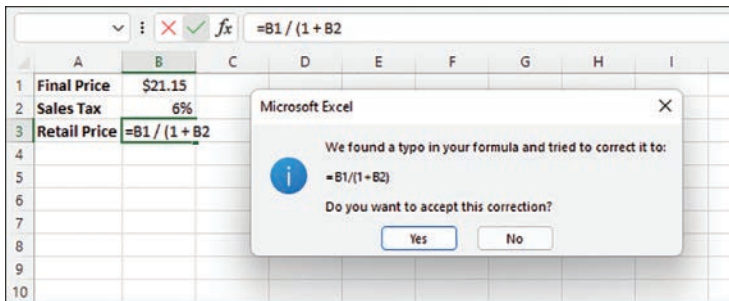 fx =B1 / (1 + B2
A B C D E F G H I
1 Final Price $21.15
2 Sales Tax 6%
3 Retail Price =B1 / (1 + B2
4
5
6
7
8
9
10
Microsoft Excel
We found a typo in your formula and tried to correct it to:
=B1/(1+B2)
Do you want to accept this correction?
Yes No